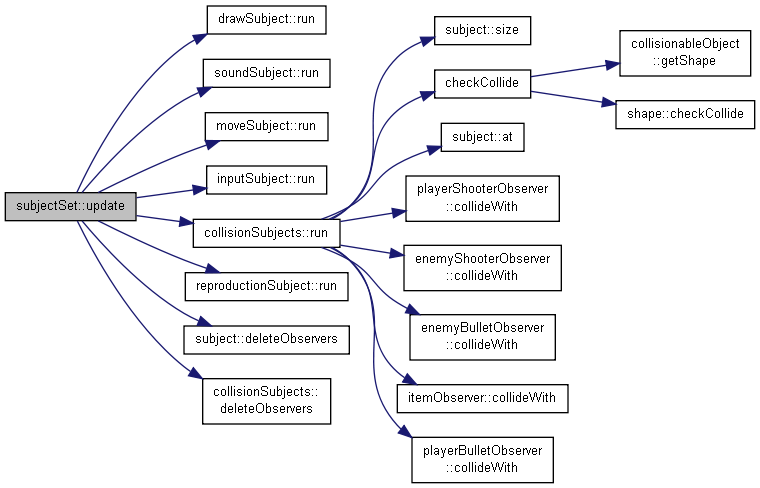 subjectSet::update
drawSubject::run
soundSubject::run
moveSubject::run
inputSubject::run
collisionSubjects::run
reproductionSubject::run
subject::deleteObservers
collisionSubjects::
deleteObservers
subject::size
checkCollide
subject::at
playerShooterObserver
::collideWith
enemyShooterObserver
::collideWith
enemyBulletObserver
::collideWith
itemObserver::collideWith
playerBulletObserver
::collideWith
collisionableObject
::getShape
shape::checkCollide